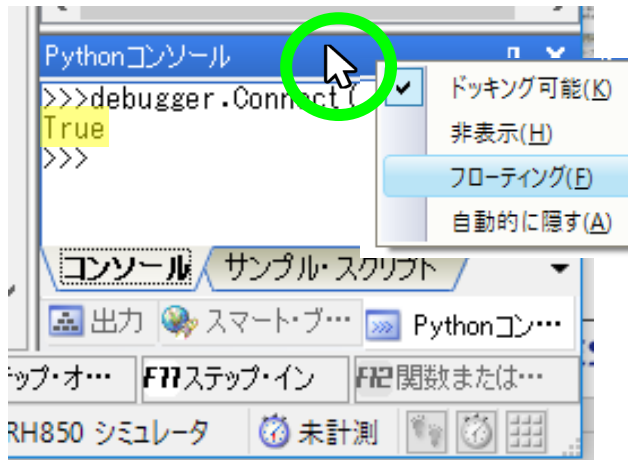 Pythonコンソール
>>>debugger.Connect(
True
>>>
ドッキング可能(K)
非表示(H)
フローティング(F)
自動的に隠す(A)
コンソール サンプル・スクリプト
出力 スマート・ブ… Pythonコン…
ップ・オ… F11ステップ・イン F12関数または…
RH850 シミュレータ 未計測